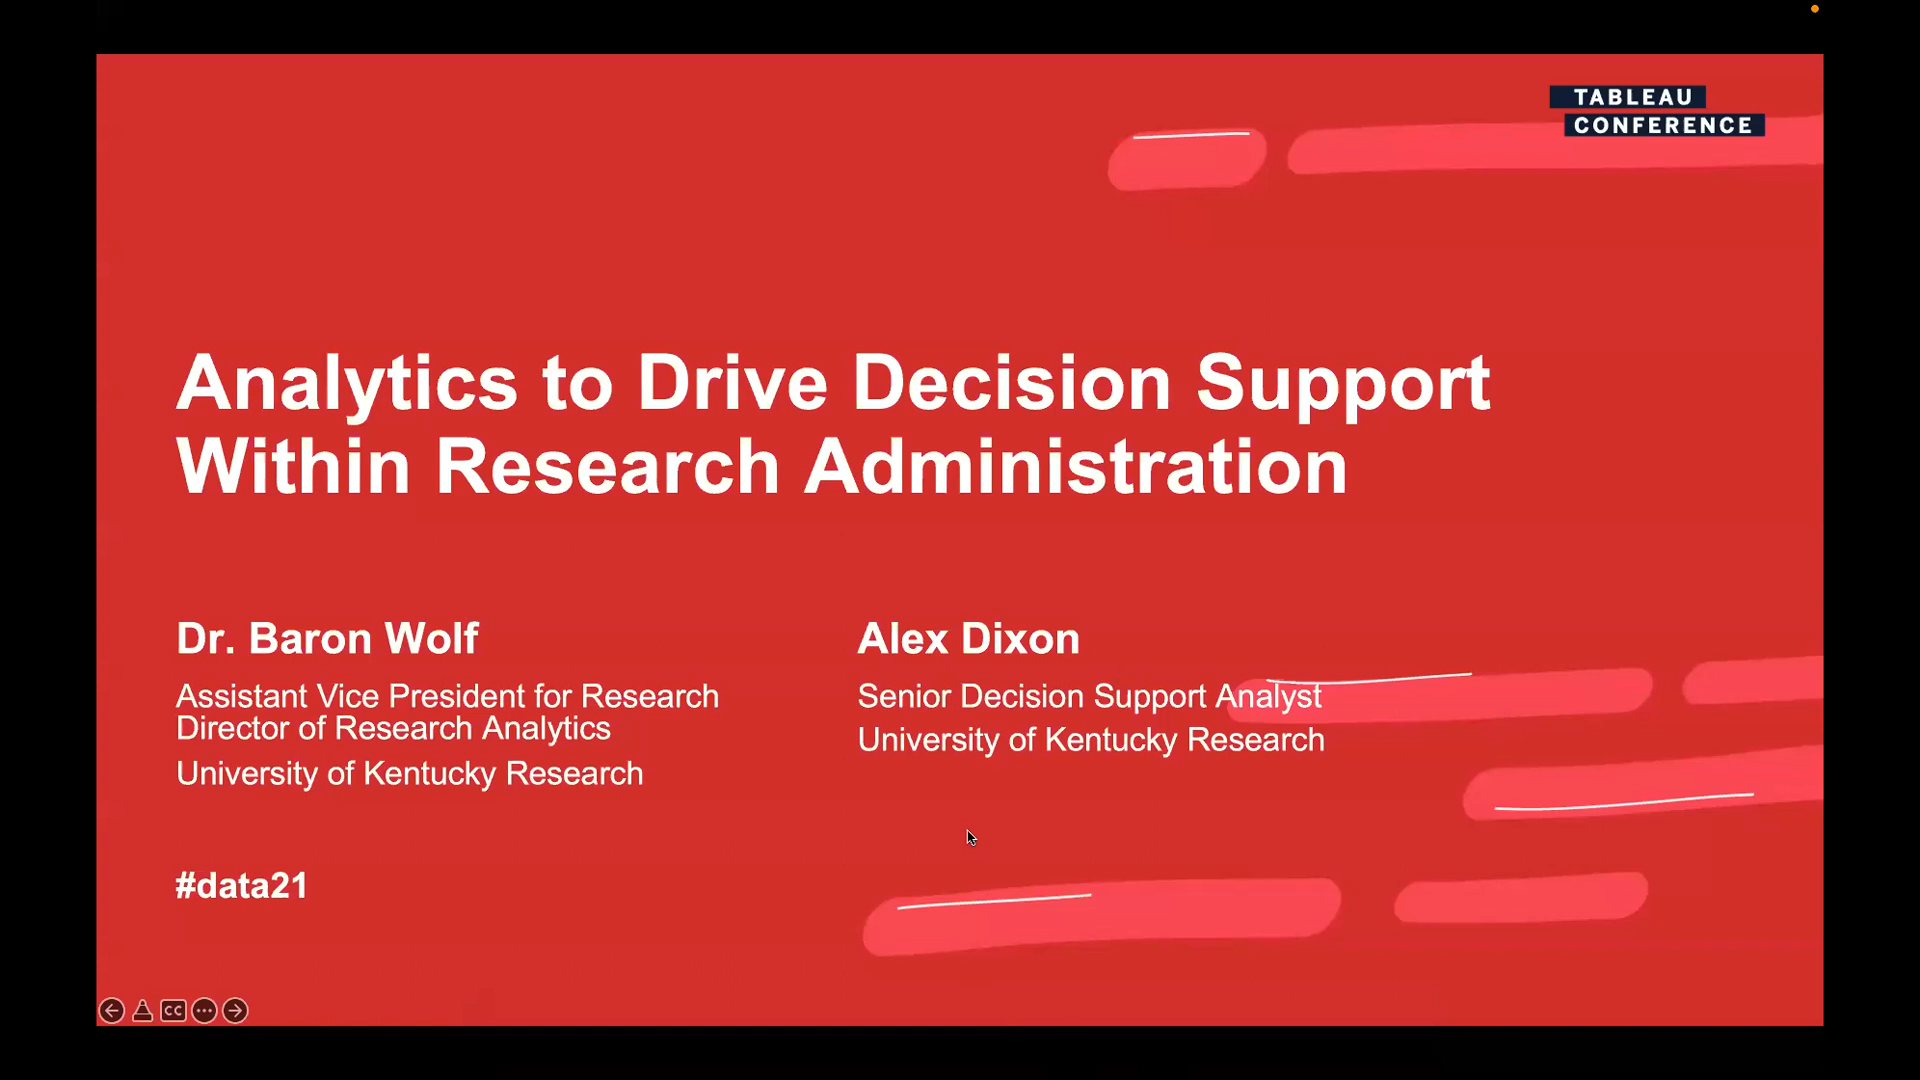 TABLEAU
CONFERENCE
Analytics to Drive Decision Support
Within Research Administration
Dr. Baron Wolf
Assistant Vice President for Research
Director of Research Analytics
University of Kentucky Research
Alex Dixon
Senior Decision Support Analyst
University of Kentucky Research
#data21
CC